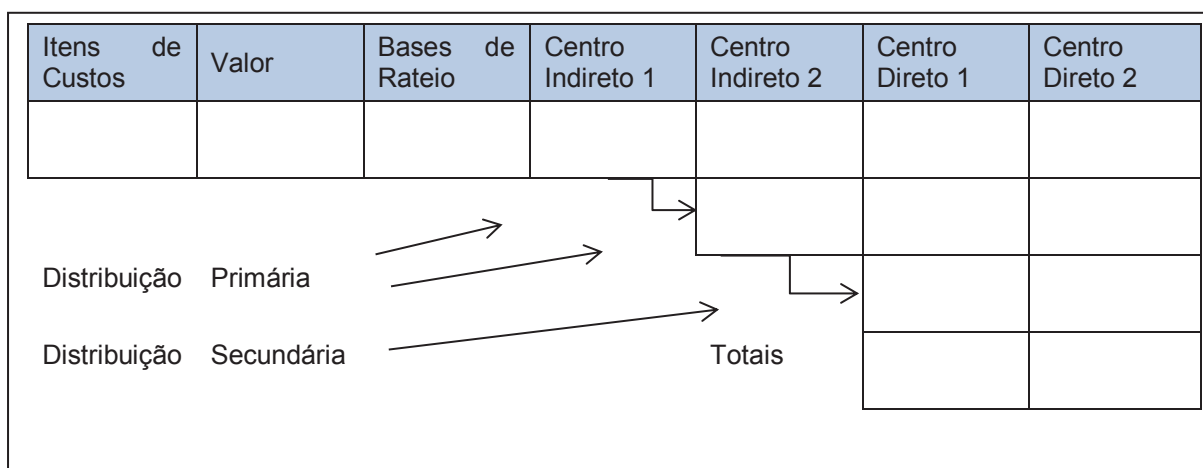 Itens de Custos
Valor
Bases de Rateio
Centro Indireto 1
Centro Indireto 2
Centro Direto 1
Centro Direto 2
Distribuição Primária
Distribuição Secundária
Totais